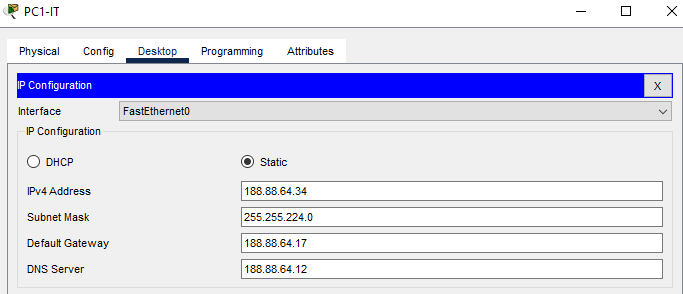 PC1-IT
Physical Config Desktop Programming Attributes
IP Configuration X
Interface FastEthernet0
IP Configuration
DHCP Static
IPv4 Address 188.88.64.34
Subnet Mask 255.255.224.0
Default Gateway 188.88.64.17
DNS Server 188.88.64.12